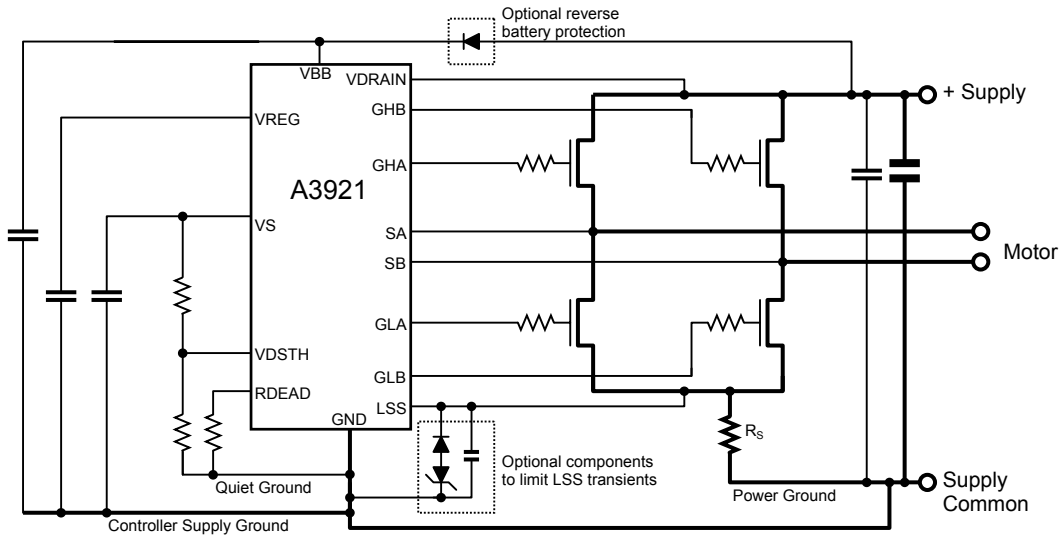 Optional reverse
battery protection
VBB
VDRAIN
+ Supply
GHB
VREG
GHA
A3921
VS
SA
Motor
SB
GLA
VDSTH
GLB
RDEAD
LSS
GND
RS
Optional components
to limit LSS transients
Quiet Ground
Power Ground
Supply
Common
Controller Supply Ground